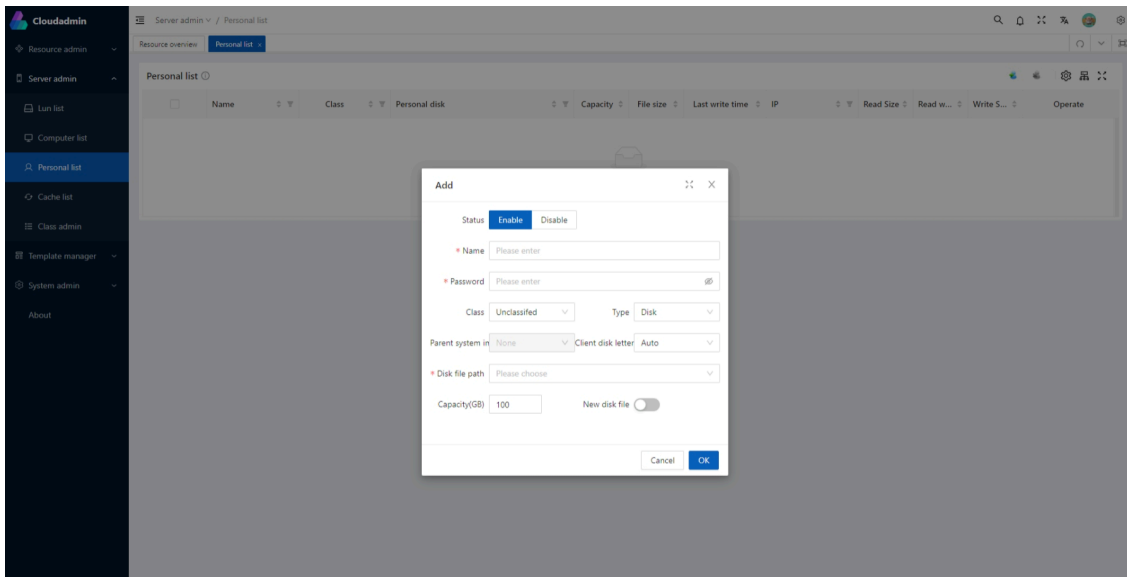 Cloudadmin
Server admin / Personal list
Resource admin
Resource overview
Personal list ×
Server admin
Personal list
Lun list
Name Class Personal disk Capacity File size Last write time IP Read Size Read w... Write S... Operate
Computer list
Personal list
Cache list
Class admin
Template manager
System admin
About
Add
Status Enable Disable
* Name Please enter
* Password Please enter
Class Unclassifed Type Disk
Parent system in None Client disk letter Auto
* Disk file path Please choose
Capacity(GB) 100 New disk file
Cancel OK